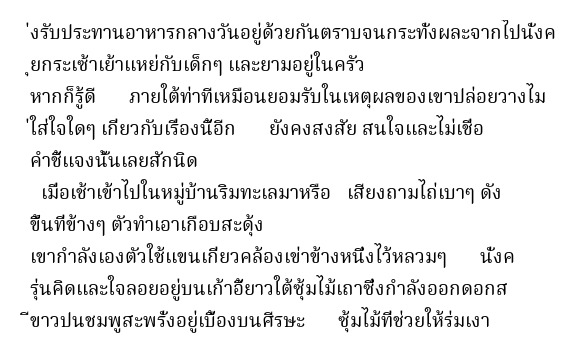 ่งรับประทานอาหารกลางวันอยู่ด้วยกันตราบจนกระทั่งผละจากไปนั่งค
ุยกระเซ้าเย้าแหย่กับเด็กๆ และยามอยู่ในครัว
หากก็รู้ดี ภายใต้ท่าทีเหมือนยอมรับในเหตุผลของเขาปล่อยวางไม
่ใส่ใจใดๆ เกี่ยวกับเรื่องนี้อีก ยังคงสงสัย สนใจและไม่เชื่อ
คำชี้แจงนั้นเลยสักนิด
เมื่อเช้าเข้าไปในหมู่บ้านริมทะเลมาหรือ เสียงถามไถ่เบาๆ ดัง
ขึ้นที่ข้างๆ ตัวทำเอาเกือบสะดุ้ง
เขากำลังเองตัวใช้แขนเกี่ยวคล้องเข่าข้างหนึ่งไว้หลวมๆ นั่งค
รุ่นคิดและใจลอยอยู่บนเก้าอี้ยาวใต้ซุ้มไม้เถาซึ่งกำลังออกดอกส
ีขาวปนชมพูสะพรั่งอยู่เบื้องบนศีรษะ ซุ้มไม้ที่ช่วยให้ร่มเงา